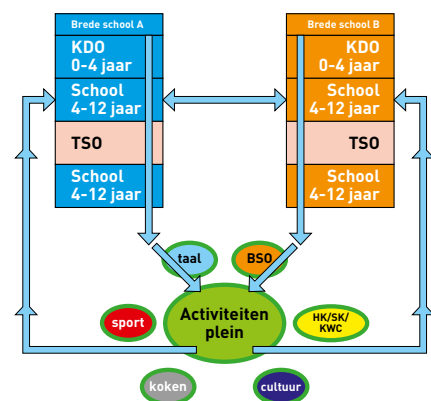 Brede school A
KDO
0-4 jaar
School
4-12 jaar
TSO
School
4-12 jaar
Brede school B
KDO
0-4 jaar
School
4-12 jaar
TSO
School
4-12 jaar
taal
BSO
Activiteiten
plein
sport
HK/SK/
KWC
koken
cultuur